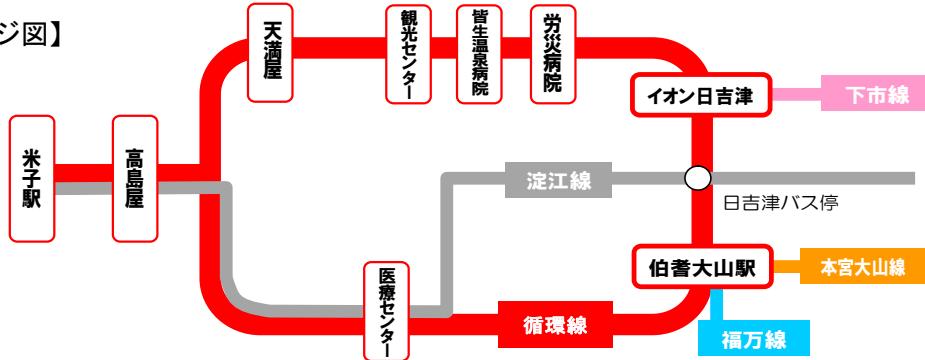 ジ図】
天満屋
観光センター
皆生温泉病院
労災病院
イオン日吉津
下市線
米子駅
高島屋
淀江線
日吉津バス停
伯耆大山駅
本宮大山線
医療センター
循環線
福万線